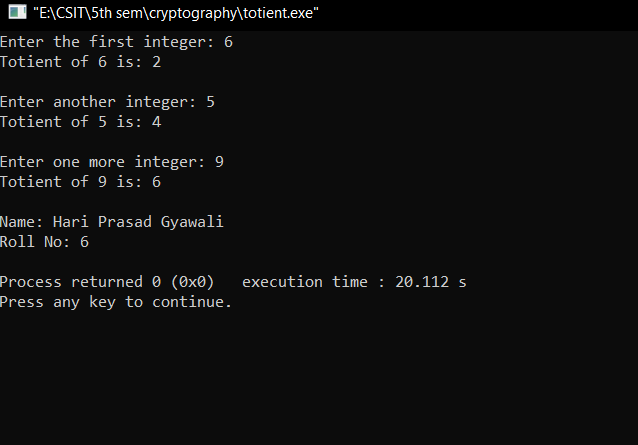 "E:\CSIT\5th sem\cryptography\totient.exe"
Enter the first integer: 6
Totient of 6 is: 2
Enter another integer: 5
Totient of 5 is: 4
Enter one more integer: 9
Totient of 9 is: 6
Name: Hari Prasad Gyawali
Roll No: 6
Process returned 0 (0x0)   execution time : 20.112 s
Press any key to continue.